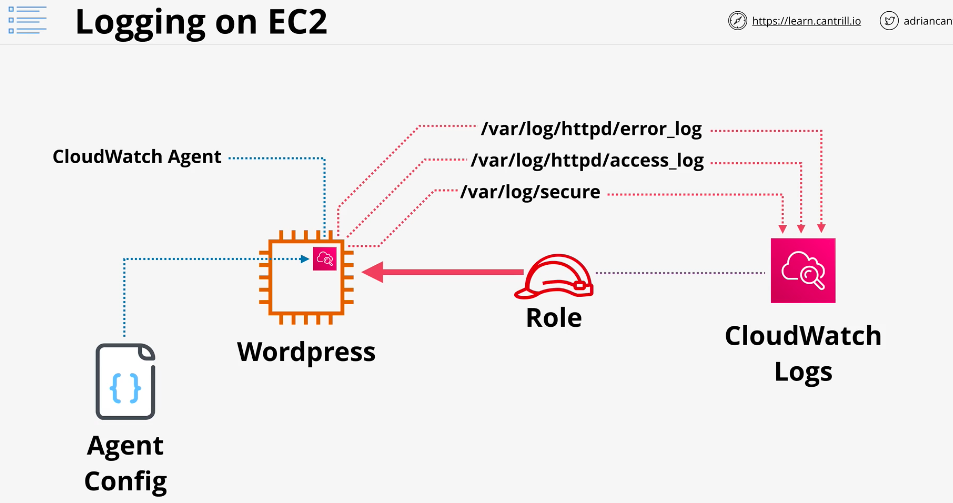 Logging on EC2
https://learn.cantrill.io
adriancan
/var/log/httpd/error_log
CloudWatch Agent
/var/log/httpd/access_log
/var/log/secure
{ }
Role
Wordpress
CloudWatch
Logs
Agent
Config